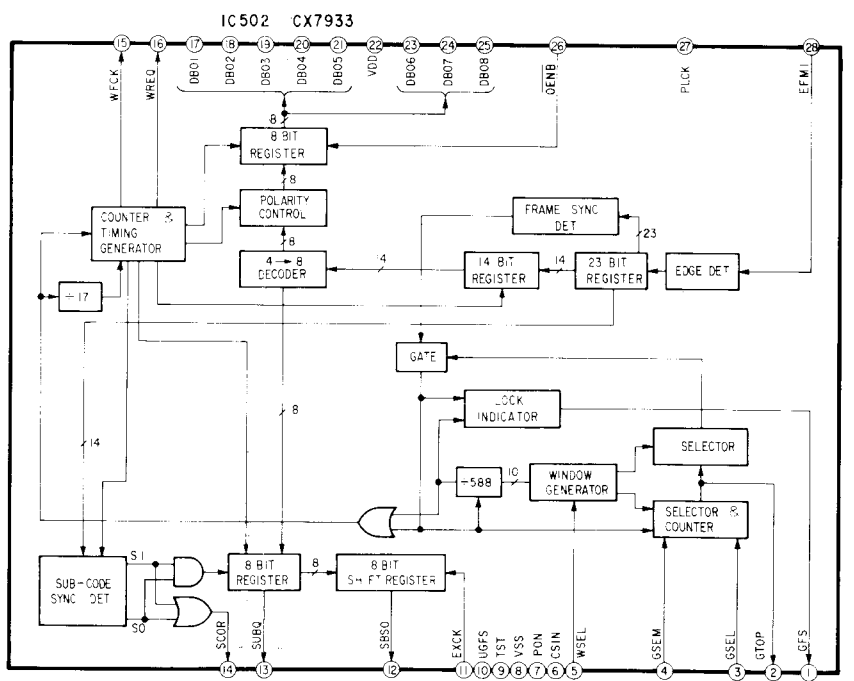 IC502 CX7933
15 16 17 18 19 20 21 22 23 24 25 26 27 28
WFCK WREQ DB01 DB02 DB03 DB04 DB05 VDD DB06 DB07 DB08 OENB PLCK EFMI
8
8 BIT
REGISTER
8
POLARITY
CONTROL
8
4 → 8
DECODER
COUNTER &
TIMING
GENERATOR
÷17
FRAME SYNC
DET
23
14
14 BIT
REGISTER
14
23 BIT
REGISTER
EDGE DET
GATE
LOCK
INDICATOR
8
14
SELECTOR
÷588
10
WINDOW
GENERATOR
SELECTOR &
COUNTER
SUB-CODE
SYNC DET
S1
S0
8 BIT
REGISTER
8
8 BIT
SHIFT REGISTER
SCOR SUBQ SBSO EXCK UGFS TST VSS PON CSIN WSEL GSEM GSEL GTOP GFS
14 13 12 11 10 9 8 7 6 5 4 3 2 1